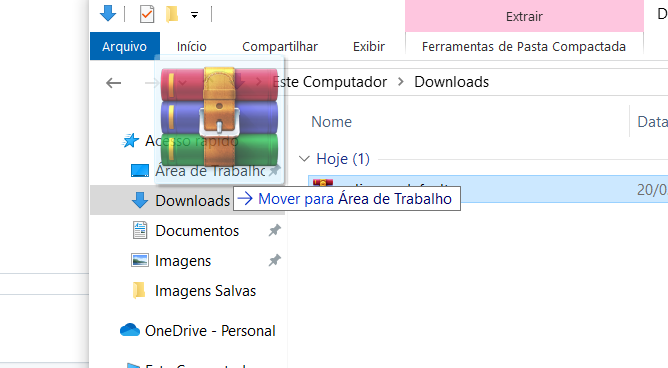 Extrair
D
Arquivo Início Compartilhar Exibir Ferramentas de Pasta Compactada
Este Computador > Downloads
Nome Data
Acesso rápido
Hoje (1)
Área de Trabalho
20/0
Downloads
Mover para Área de Trabalho
Documentos
Imagens
Imagens Salvas
OneDrive - Personal